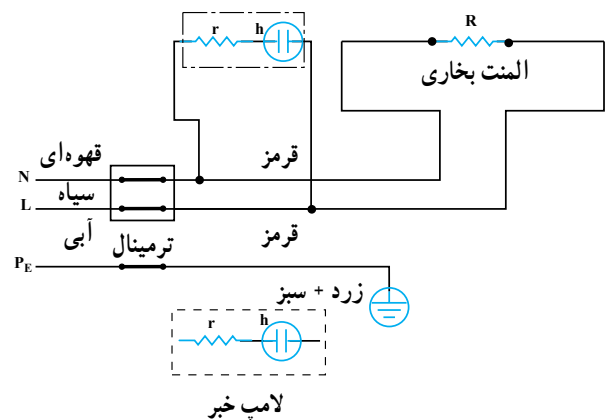 r h
R
المنت بخاری
قهوه‌ای
قرمز
N
سیاه
L
آبی
ترمینال
قرمز
PE
زرد + سبز
r h
لامپ خبر